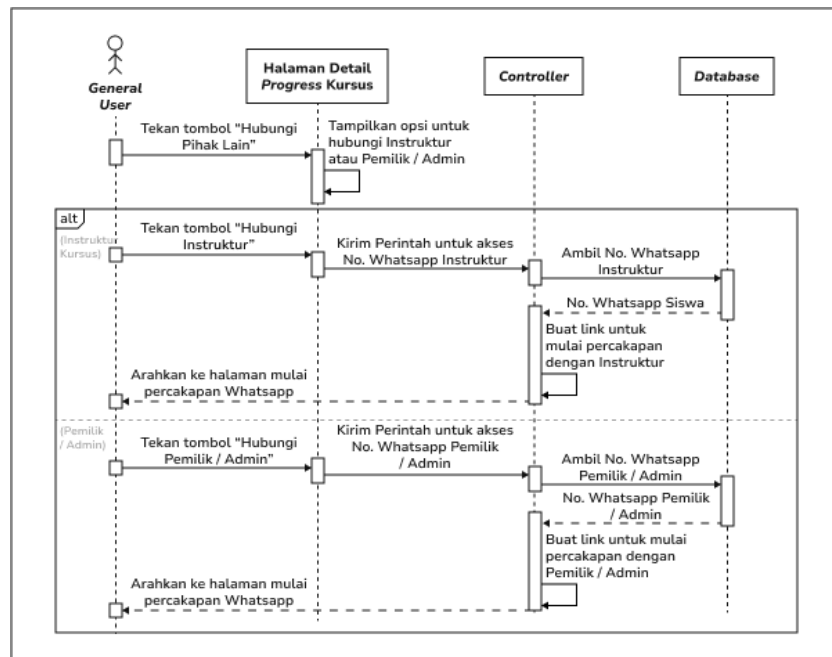 General
User
Halaman Detail
Progress Kursus
Controller
Database
Tekan tombol “Hubungi
Pihak Lain”
Tampilkan opsi untuk
hubungi Instruktur
atau Pemilik / Admin
alt
(Instruktur
Kursus)
Tekan tombol “Hubungi
Instruktur”
Kirim Perintah untuk akses
No. Whatsapp Instruktur
Ambil No. Whatsapp
Instruktur
No. Whatsapp Siswa
Buat link untuk
mulai percakapan
dengan Instruktur
Arahkan ke halaman mulai
percakapan Whatsapp
(Pemilik
/ Admin)
Tekan tombol “Hubungi
Pemilik / Admin”
Kirim Perintah untuk akses
No. Whatsapp Pemilik
/ Admin
Ambil No. Whatsapp
Pemilik / Admin
No. Whatsapp Pemilik
/ Admin
Buat link untuk mulai
percakapan dengan
Pemilik / Admin
Arahkan ke halaman mulai
percakapan Whatsapp